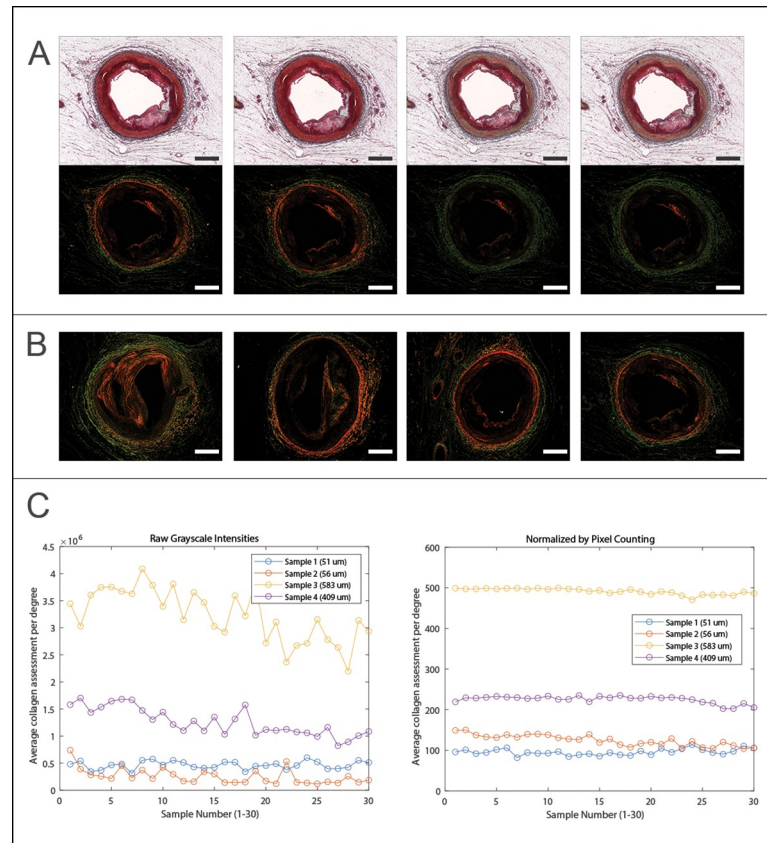 A
B
C
Raw Grayscale Intensities
× 10⁶
4.5
4
3.5
3
2.5
2
1.5
1
0.5
0
Average collagen assessment per degree
Sample 1 (51 um)
Sample 2 (56 um)
Sample 3 (583 um)
Sample 4 (409 um)
0 5 10 15 20 25 30
Sample Number (1-30)
Normalized by Pixel Counting
600
500
400
300
200
100
0
Average collagen assessment per degree
Sample 1 (51 um)
Sample 2 (56 um)
Sample 3 (583 um)
Sample 4 (409 um)
0 5 10 15 20 25 30
Sample Number (1-30)